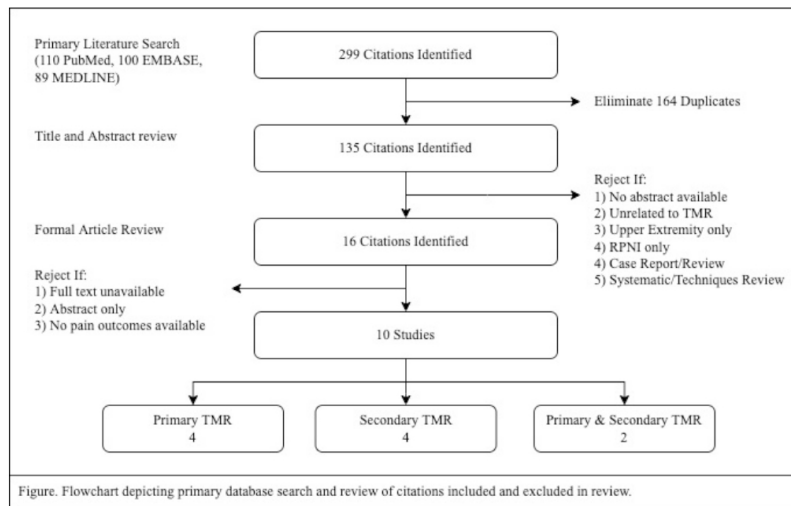 Primary Literature Search
(110 PubMed, 100 EMBASE,
89 MEDLINE)
299 Citations Identified
Eliiminate 164 Duplicates
Title and Abstract review
135 Citations Identified
Reject If:
1) No abstract available
2) Unrelated to TMR
3) Upper Extremity only
4) RPNI only
4) Case Report/Review
5) Systematic/Techniques Review
Formal Article Review
16 Citations Identified
Reject If:
1) Full text unavailable
2) Abstract only
3) No pain outcomes available
10 Studies
Primary TMR
4
Secondary TMR
4
Primary & Secondary TMR
2
Figure. Flowchart depicting primary database search and review of citations included and excluded in review.